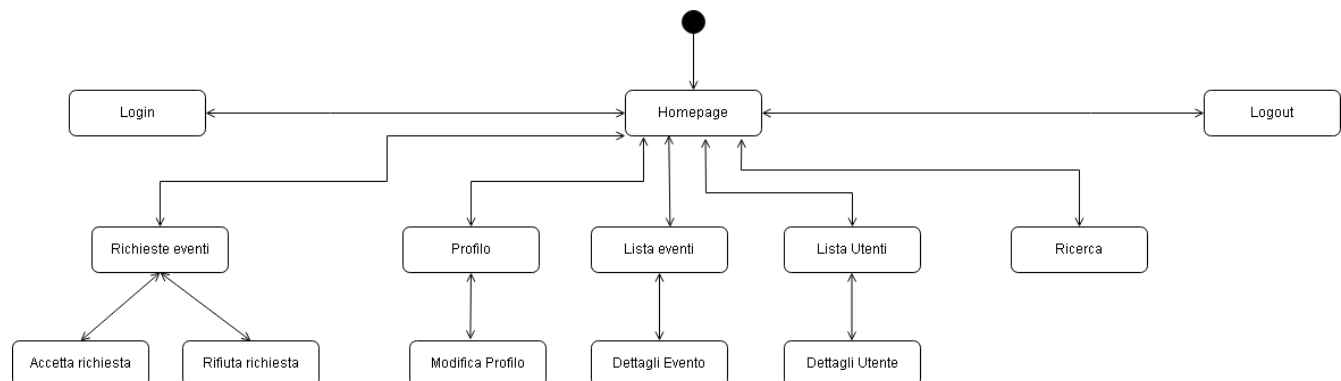 Login
Homepage
Logout
Richieste eventi
Profilo
Lista eventi
Lista Utenti
Ricerca
Accetta richiesta
Rifiuta richiesta
Modifica Profilo
Dettagli Evento
Dettagli Utente